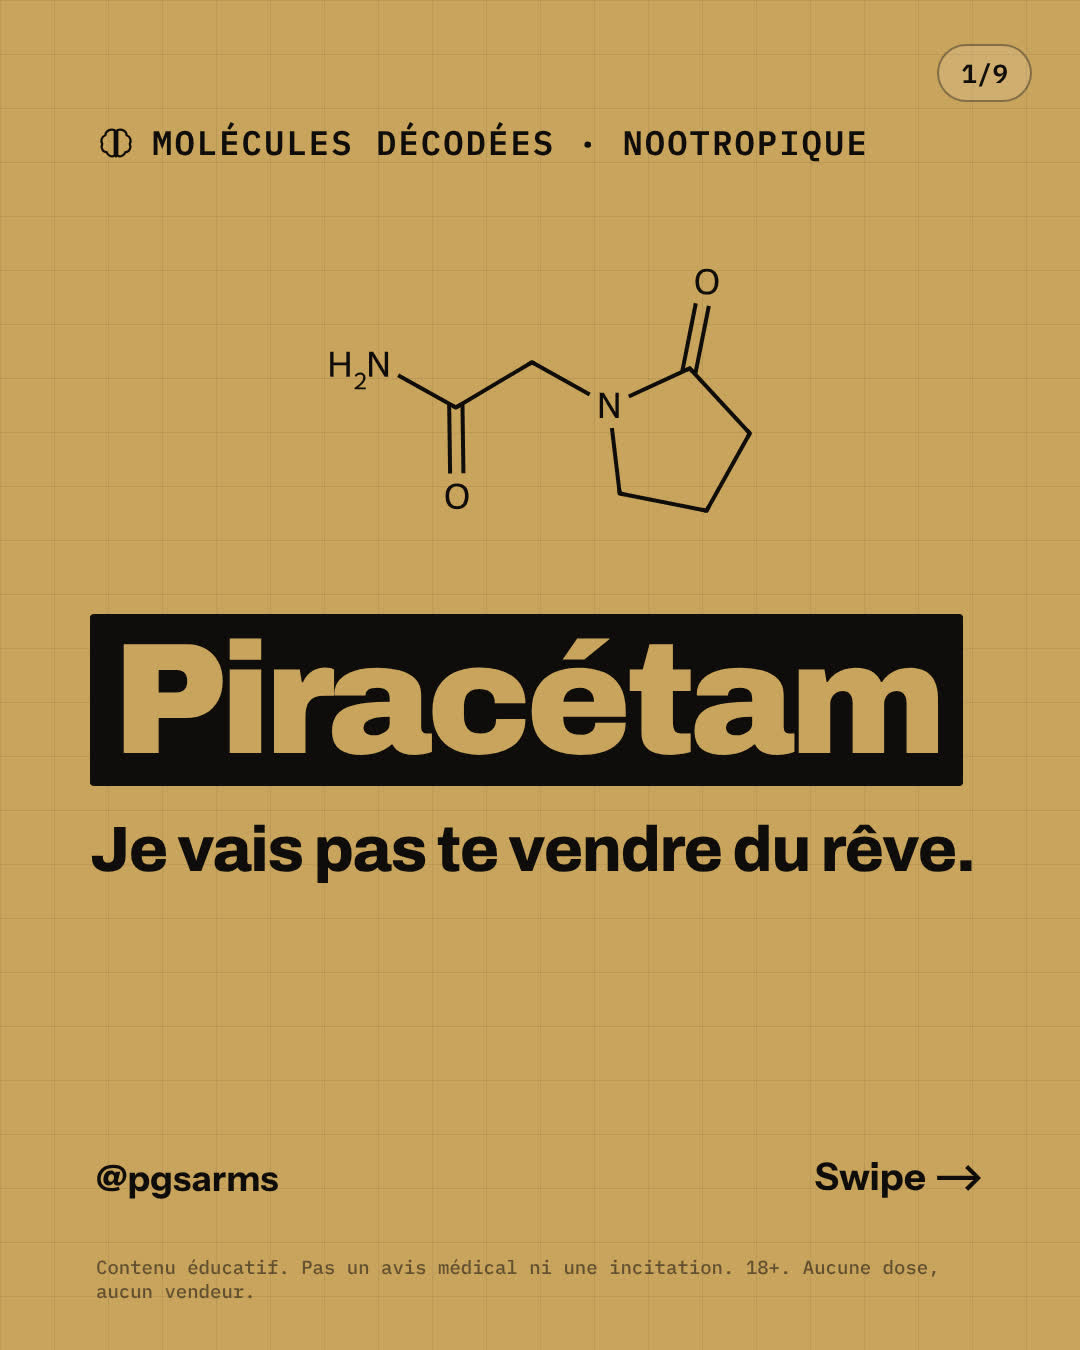 1/9
MOLÉCULES DÉCODÉES · NOOTROPIQUE
O
H₂N
N
O
Piracétam
Je vais pas te vendre du rêve.
@pgsarms
Swipe →
Contenu éducatif. Pas un avis médical ni une incitation. 18+. Aucune dose,
aucun vendeur.